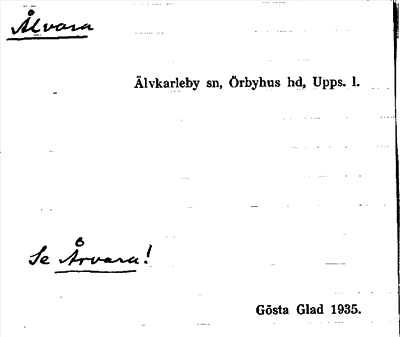 Ålvara
Älvkarleby sn, Örbyhus hd, Upps. l.
Se Årvara!
Gösta Glad 1935.